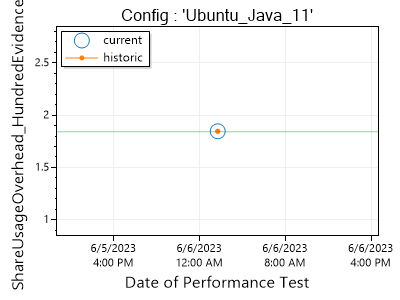 Config : 'Ubuntu_Java_11'
current
historic
ShareUsageOverhead_HundredEvidence
2.5
2
1.5
1
6/5/2023
4:00 PM
6/6/2023
12:00 AM
6/6/2023
8:00 AM
6/6/2023
4:00 PM
Date of Performance Test